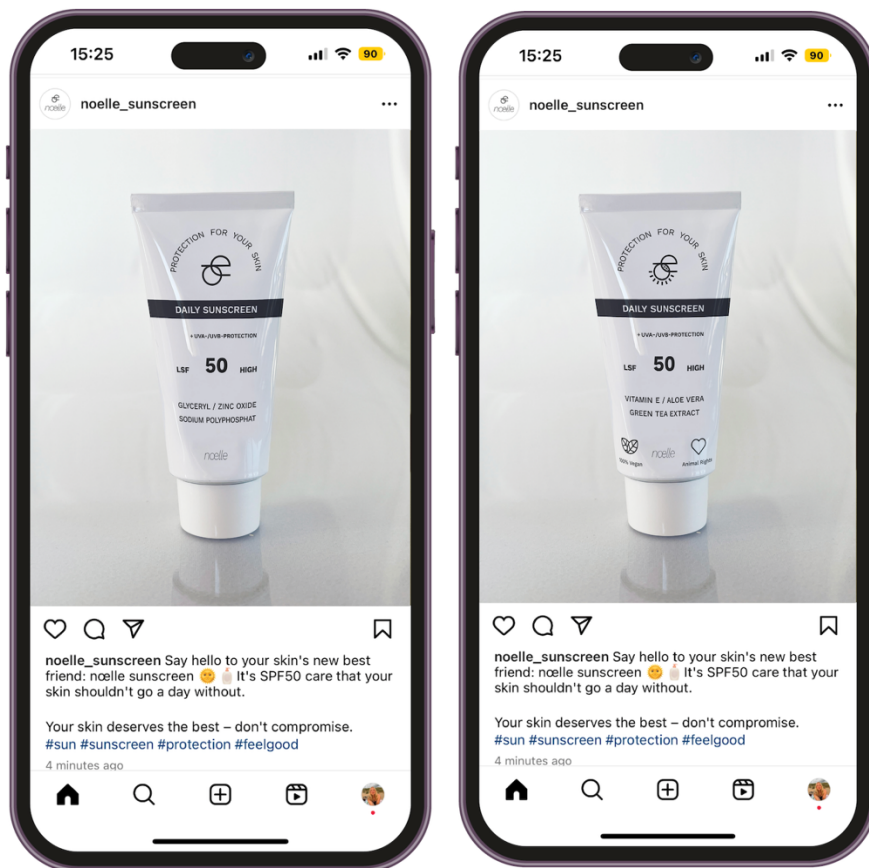 15:25
90
nœlle
noelle_sunscreen
PROTECTION FOR YOUR SKIN
DAILY SUNSCREEN
+ UVA-/UVB-PROTECTION
LSF 50 HIGH
GLYCERYL / ZINC OXIDE
SODIUM POLYPHOSPHAT
nœlle
noelle_sunscreen Say hello to your skin's new best
friend: nœlle sunscreen 🌞🧴It's SPF50 care that your
skin shouldn't go a day without.
Your skin deserves the best – don't compromise.
#sun #sunscreen #protection #feelgood
4 minutes ago
15:25
90
nœlle
noelle_sunscreen
PROTECTION FOR YOUR SKIN
DAILY SUNSCREEN
+ UVA-/UVB-PROTECTION
LSF 50 HIGH
VITAMIN E / ALOE VERA
GREEN TEA EXTRACT
100% Vegan
nœlle
Animal Rights
noelle_sunscreen Say hello to your skin's new best
friend: nœlle sunscreen 🌞🧴It's SPF50 care that your
skin shouldn't go a day without.
Your skin deserves the best – don't compromise.
#sun #sunscreen #protection #feelgood
4 minutes ago